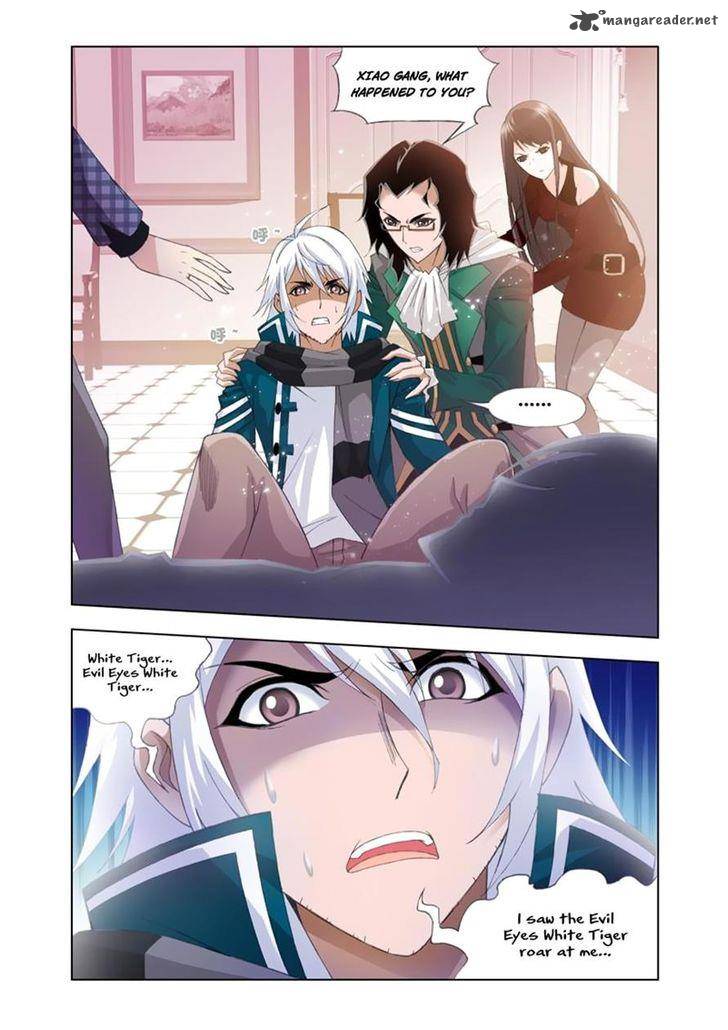 mangareader.net
XIAO GANG, WHAT
HAPPENED TO YOU?
呼~
呼~
......
White Tiger...
Evil Eyes White
Tiger...
I saw the Evil
Eyes White Tiger
roar at me...